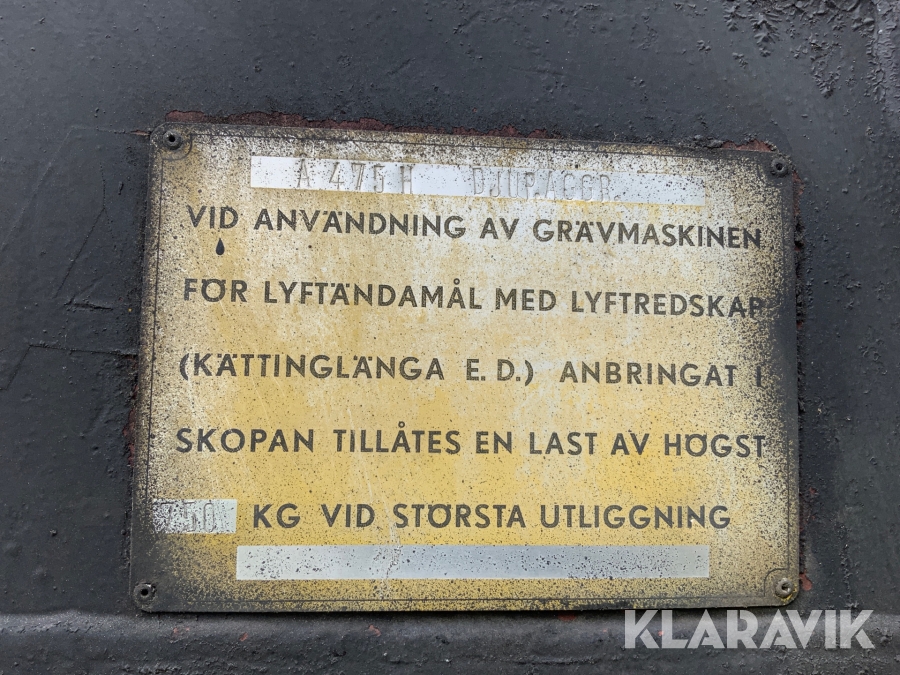 A 475 H DJUPAGGR.
VID ANVÄNDNING AV GRÄVMASKINEN
FÖR LYFTÄNDAMÅL MED LYFTREDSKAP
(KÄTTINGLÄNGA E.D.) ANBRINGAT I
SKOPAN TILLÅTES EN LAST AV HÖGST
KG VID STÖRSTA UTLIGGNING
KLARAVIK